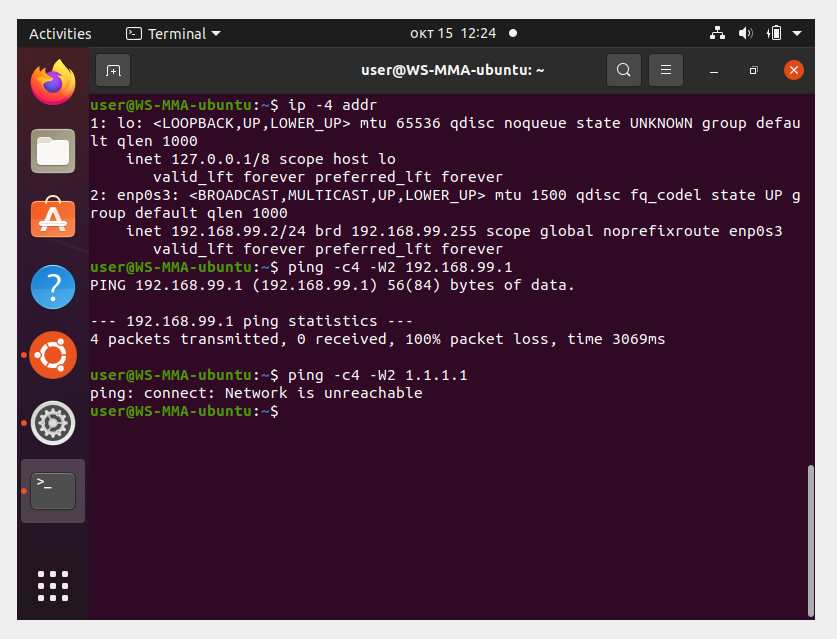 Activities
Terminal
окт 15 12:24
user@WS-MMA-ubuntu: ~
user@WS-MMA-ubuntu:~$ ip -4 addr
1: lo: <LOOPBACK,UP,LOWER_UP> mtu 65536 qdisc noqueue state UNKNOWN group defau
lt qlen 1000
    inet 127.0.0.1/8 scope host lo
       valid_lft forever preferred_lft forever
2: enp0s3: <BROADCAST,MULTICAST,UP,LOWER_UP> mtu 1500 qdisc fq_codel state UP g
roup default qlen 1000
    inet 192.168.99.2/24 brd 192.168.99.255 scope global noprefixroute enp0s3
       valid_lft forever preferred_lft forever
user@WS-MMA-ubuntu:~$ ping -c4 -W2 192.168.99.1
PING 192.168.99.1 (192.168.99.1) 56(84) bytes of data.
--- 192.168.99.1 ping statistics ---
4 packets transmitted, 0 received, 100% packet loss, time 3069ms
user@WS-MMA-ubuntu:~$ ping -c4 -W2 1.1.1.1
ping: connect: Network is unreachable
user@WS-MMA-ubuntu:~$